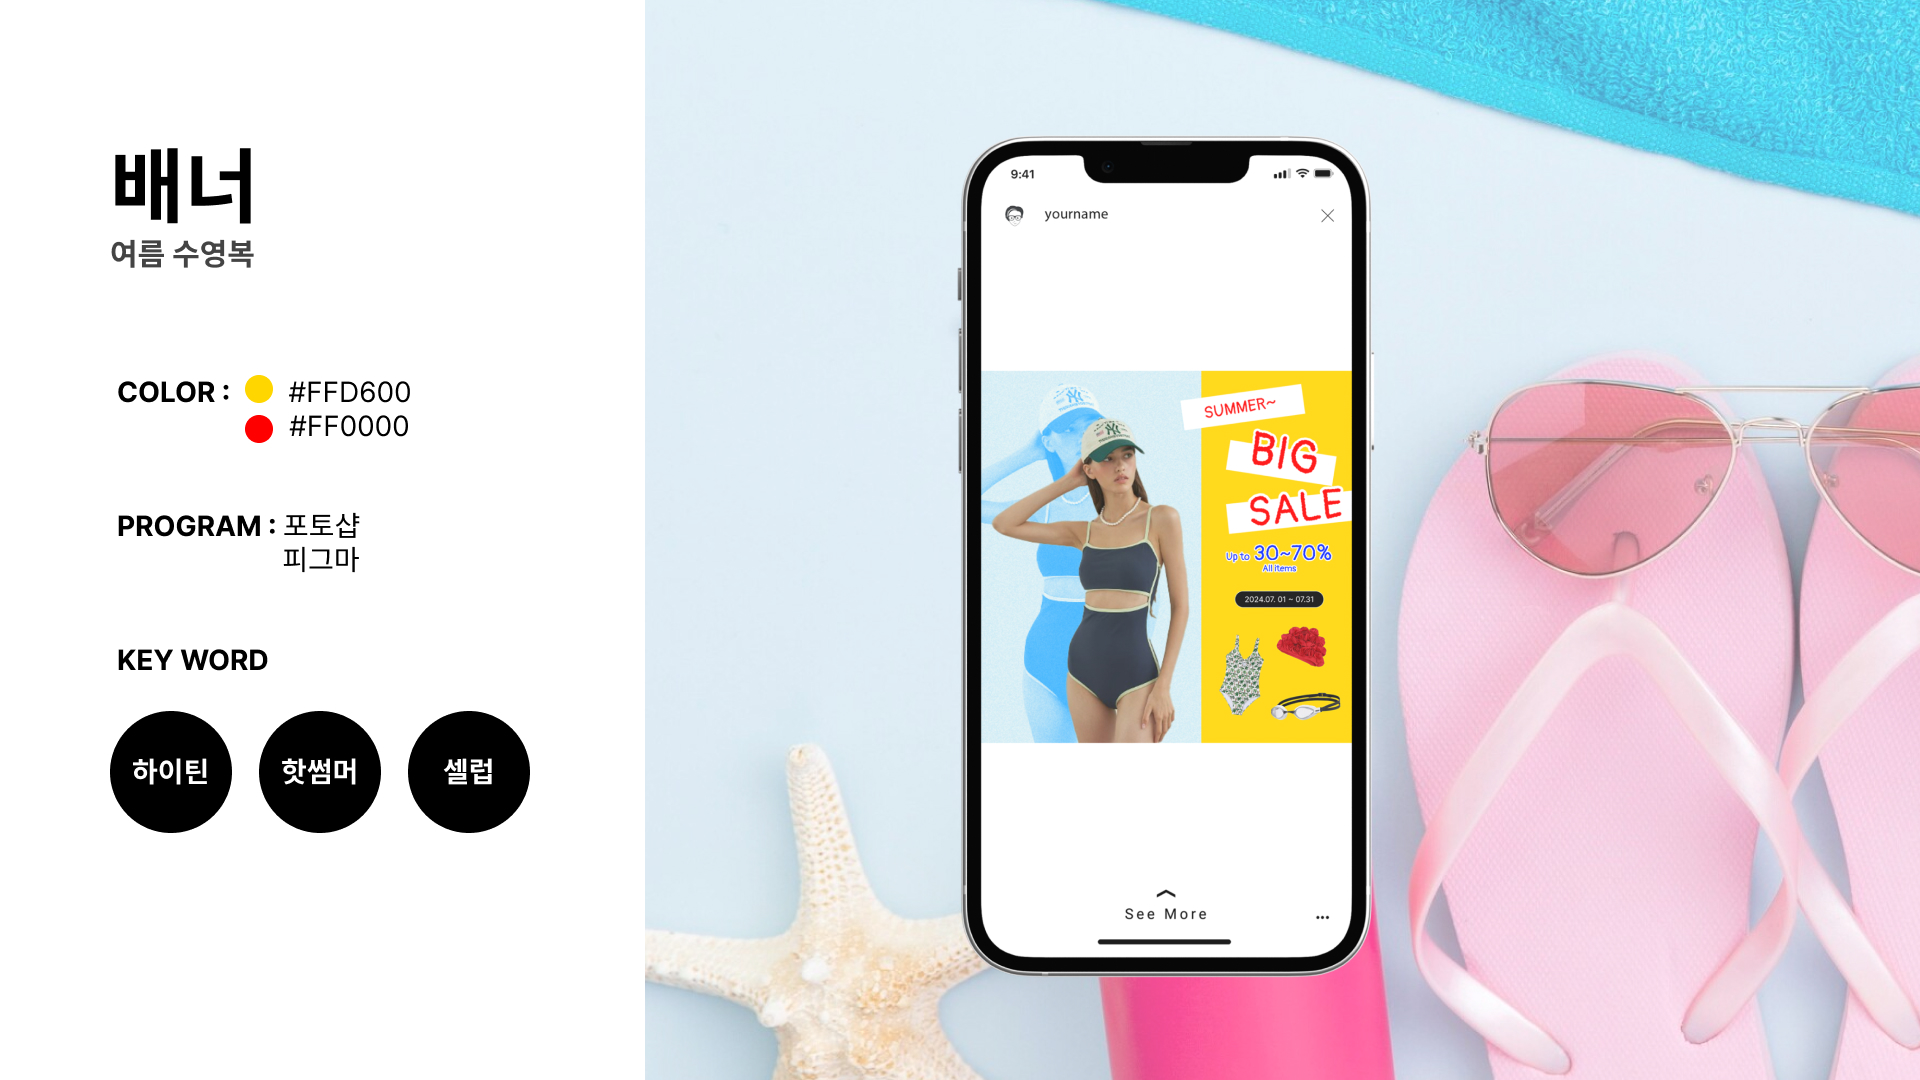 배너
여름 수영복
COLOR : #FFD600
#FF0000
PROGRAM : 포토샵
피그마
KEY WORD
하이틴
핫썸머
셀럽
9:41
yourname
NY
SUMMER~
BIG
SALE
Up to 30~70%
All items
2024.07. 01 ~ 07.31
See More